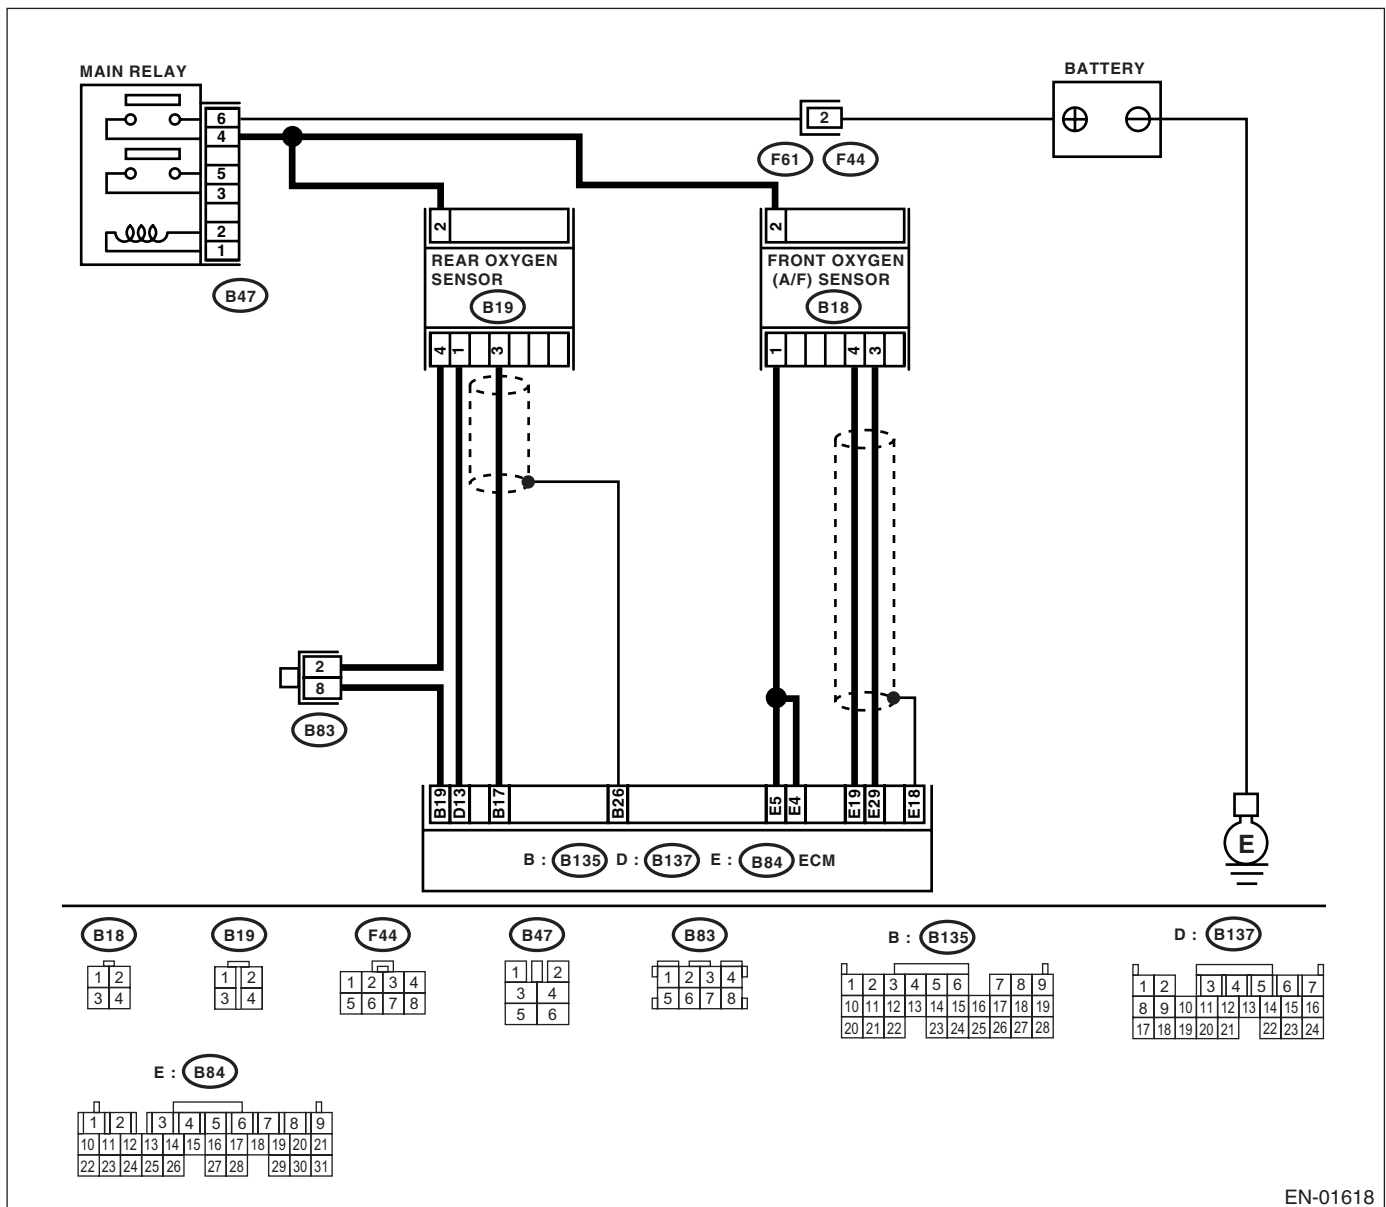 MAIN RELAY
BATTERY
6
4
5
3
2
1
B47
2
F61 F44
2
REAR OXYGEN
SENSOR
B19
4 1 3
2
FRONT OXYGEN
(A/F) SENSOR
B18
1 4 3
2
8
B83
B19 D13 B17 B26 E5 E4 E19 E29 E18
B : B135 D : B137 E : B84 ECM
E
B18
1 2
3 4
B19
1 2
3 4
F44
1 2 3 4
5 6 7 8
B47
1 2
3 4
5 6
B83
1 2 3 4
5 6 7 8
B : B135
1 2 3 4 5 6 7 8 9
10 11 12 13 14 15 16 17 18 19
20 21 22 23 24 25 26 27 28
D : B137
1 2 3 4 5 6 7
8 9 10 11 12 13 14 15 16
17 18 19 20 21 22 23 24
E : B84
1 2 3 4 5 6 7 8 9
10 11 12 13 14 15 16 17 18 19 20 21
22 23 24 25 26 27 28 29 30 31
EN-01618